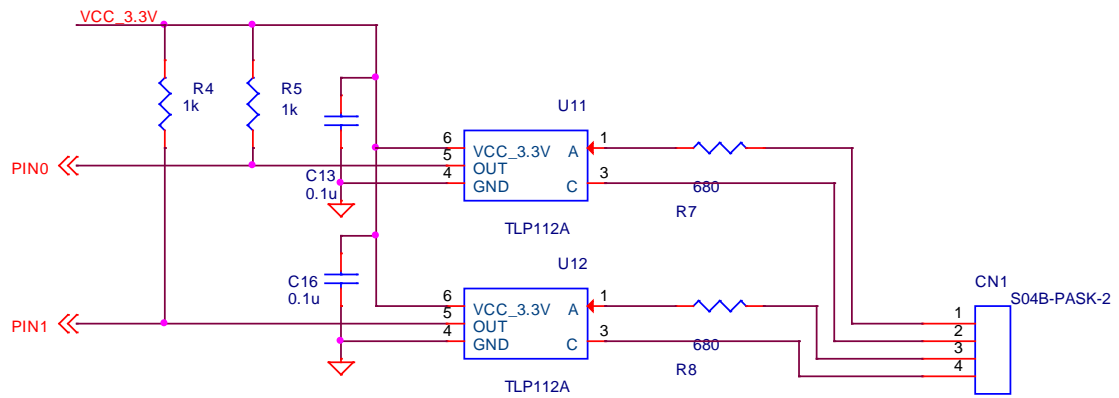 VCC_3.3V
R4
1k
R5
1k
U11
6
VCC_3.3V
A
1
PIN0
5
OUT
4
GND
C
3
C13
0.1u
680
R7
TLP112A
U12
C16
0.1u
6
VCC_3.3V
A
1
PIN1
5
OUT
4
GND
C
3
680
R8
TLP112A
CN1
S04B-PASK-2
1
2
3
4